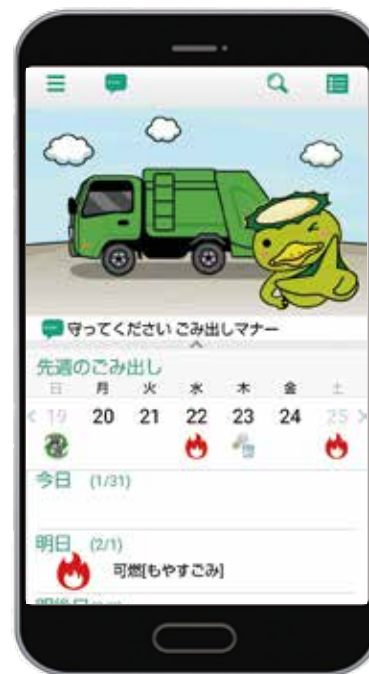 守ってください ごみ出しマナー
先週のごみ出し
日 月 火 水 木 金 土
19 20 21 22 23 24 25
今日 (1/31)
明日 (2/1)
可燃[もやすごみ]